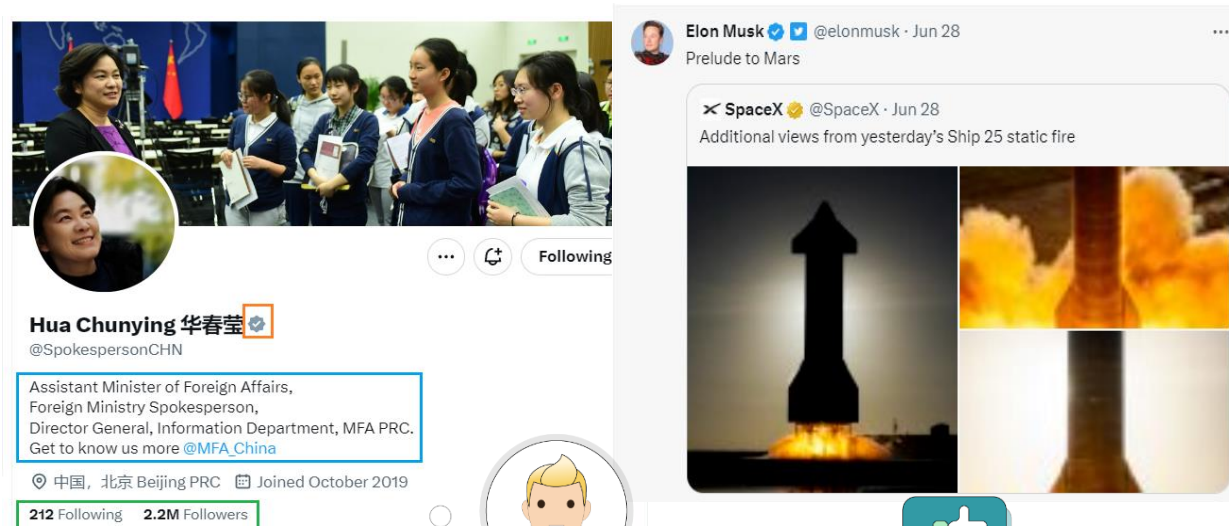 Hua Chunying 华春莹
@SpokespersonCHN
Assistant Minister of Foreign Affairs,
Foreign Ministry Spokesperson,
Director General, Information Department, MFA PRC.
Get to know us more @MFA_China
中国，北京 Beijing PRC Joined October 2019
212 Following 2.2M Followers
Following
Elon Musk @elonmusk · Jun 28
Prelude to Mars
SpaceX @SpaceX · Jun 28
Additional views from yesterday's Ship 25 static fire